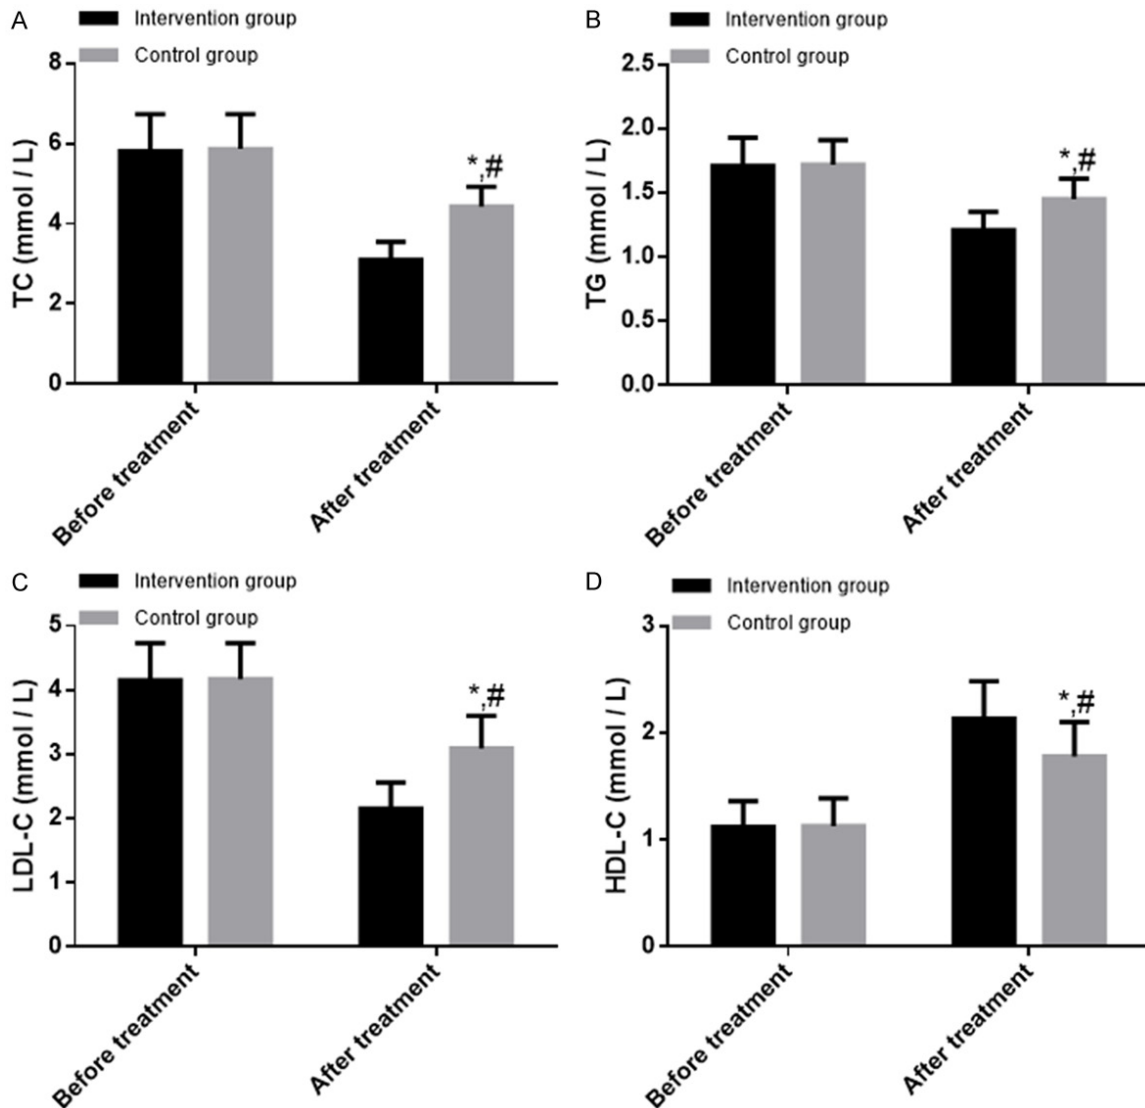 A
Intervention group
Control group
TC (mmol / L)
8
6
4
2
0
*,#
Before treatment
After treatment
B
Intervention group
Control group
TG (mmol / L)
2.5
2.0
1.5
1.0
0.5
0.0
*,#
Before treatment
After treatment
C
Intervention group
Control group
LDL-C (mmol / L)
5
4
3
2
1
0
*,#
Before treatment
After treatment
D
Intervention group
Control group
HDL-C (mmol / L)
3
2
1
0
*,#
Before treatment
After treatment